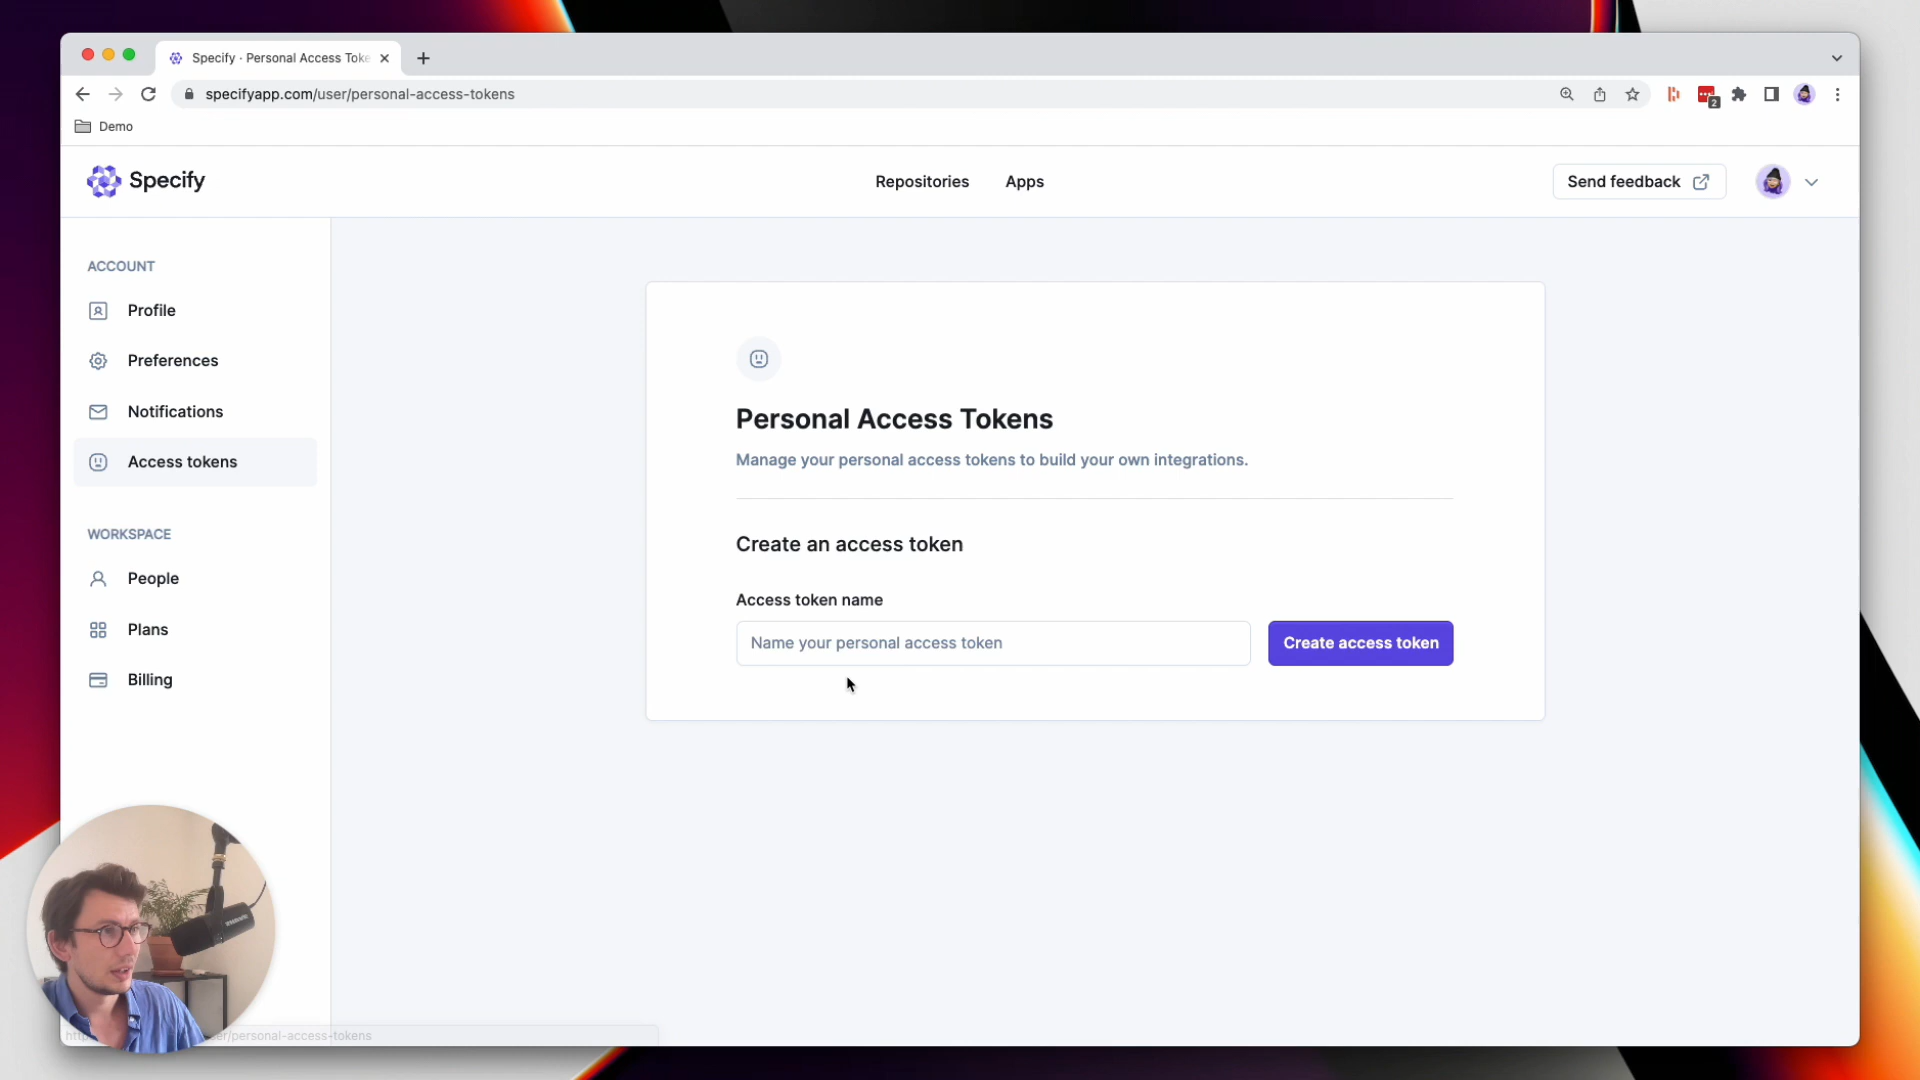 Specify · Personal Access Toke
specifyapp.com/user/personal-access-tokens
2
Demo
Specify
Repositories
Apps
Send feedback
ACCOUNT
Profile
Preferences
Notifications
Access tokens
WORKSPACE
People
Plans
Billing
Personal Access Tokens
Manage your personal access tokens to build your own integrations.
Create an access token
Access token name
Name your personal access token
Create access token
/personal-access-tokens